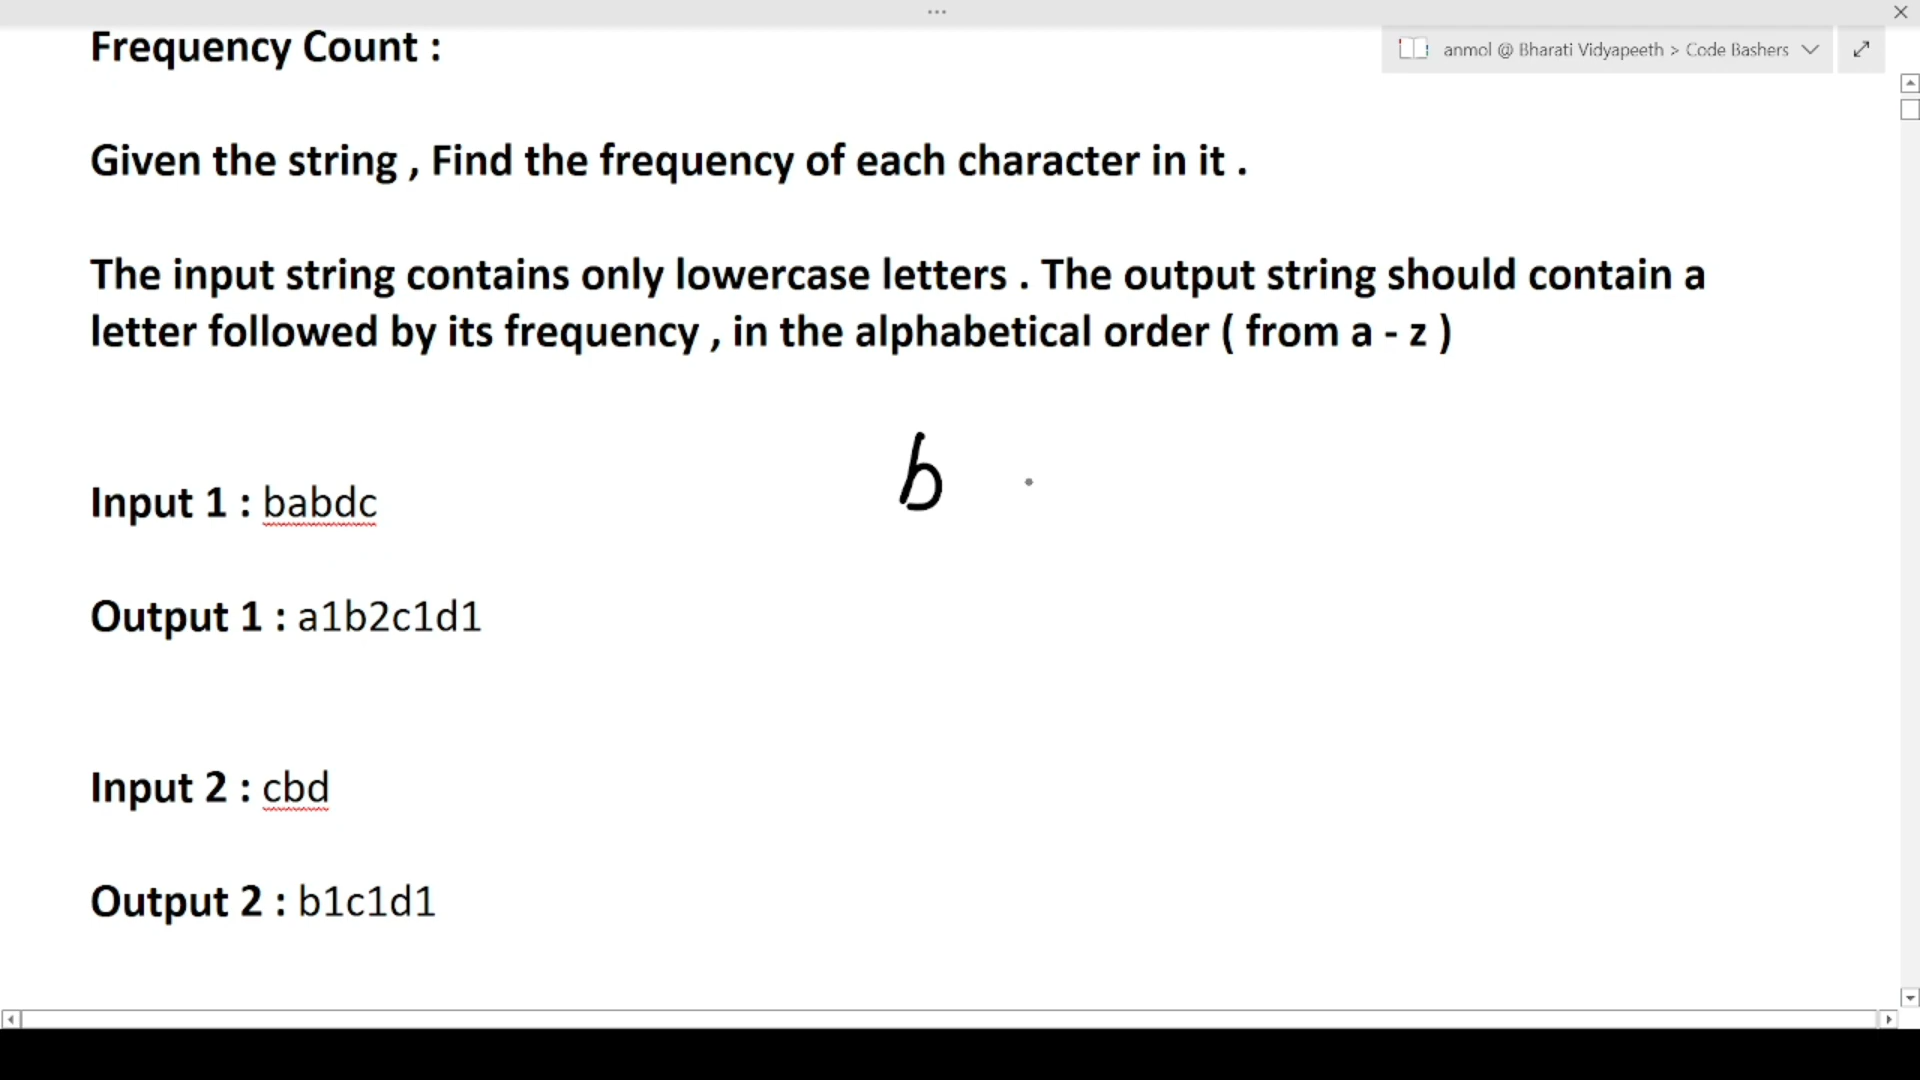 Frequency Count :
anmol @ Bharati Vidyapeeth > Code Bashers
Given the string , Find the frequency of each character in it .
The input string contains only lowercase letters . The output string should contain a
letter followed by its frequency , in the alphabetical order ( from a - z )
b
Input 1 : babdc
Output 1 : a1b2c1d1
Input 2 : cbd
Output 2 : b1c1d1